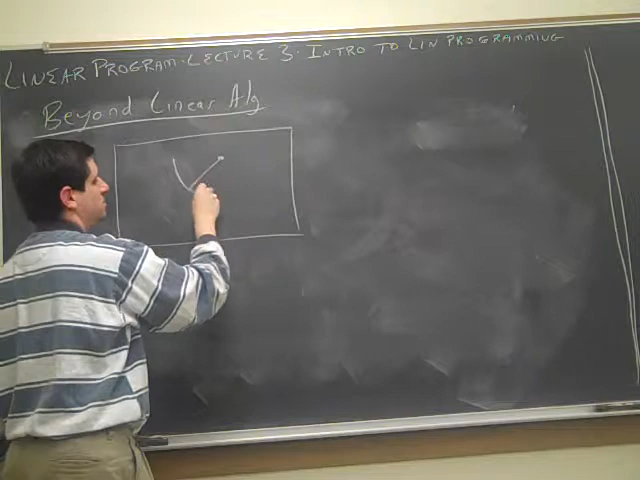 LINEAR PROGRAM · LECTURE 3 · INTRO TO LIN PROGRAMMING
Beyond Linear Alg